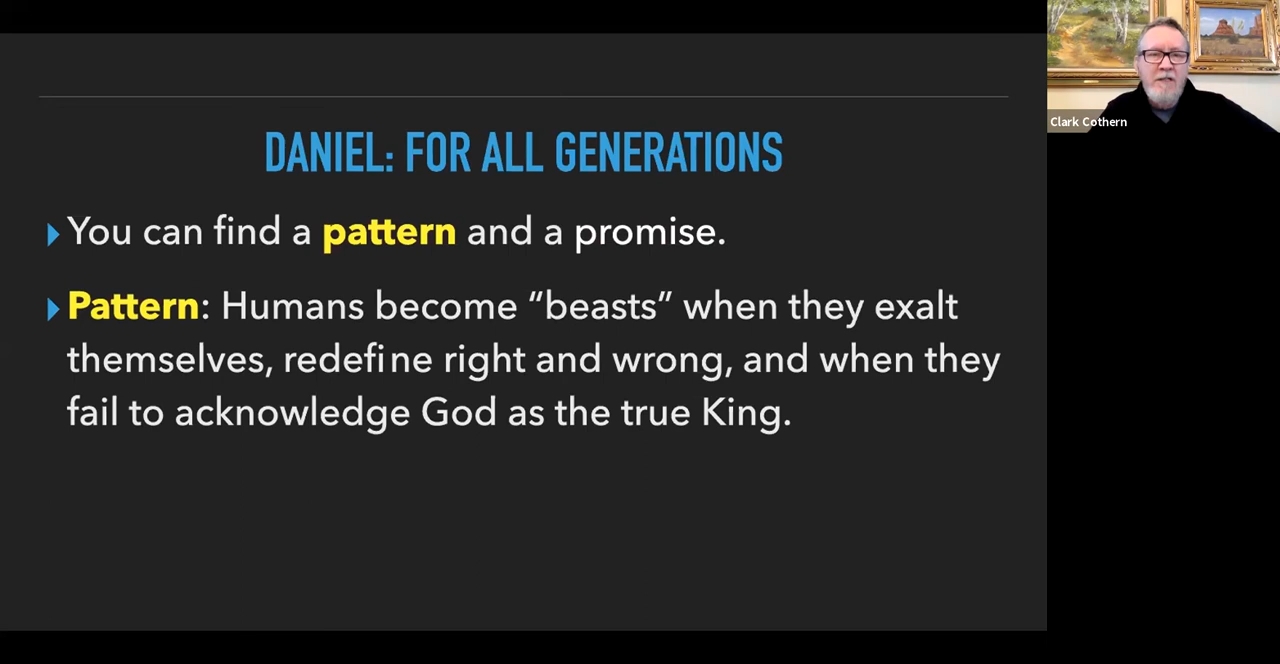 DANIEL: FOR ALL GENERATIONS
You can find a pattern and a promise.
Pattern: Humans become “beasts” when they exalt
themselves, redefine right and wrong, and when they
fail to acknowledge God as the true King.
Clark Cothern